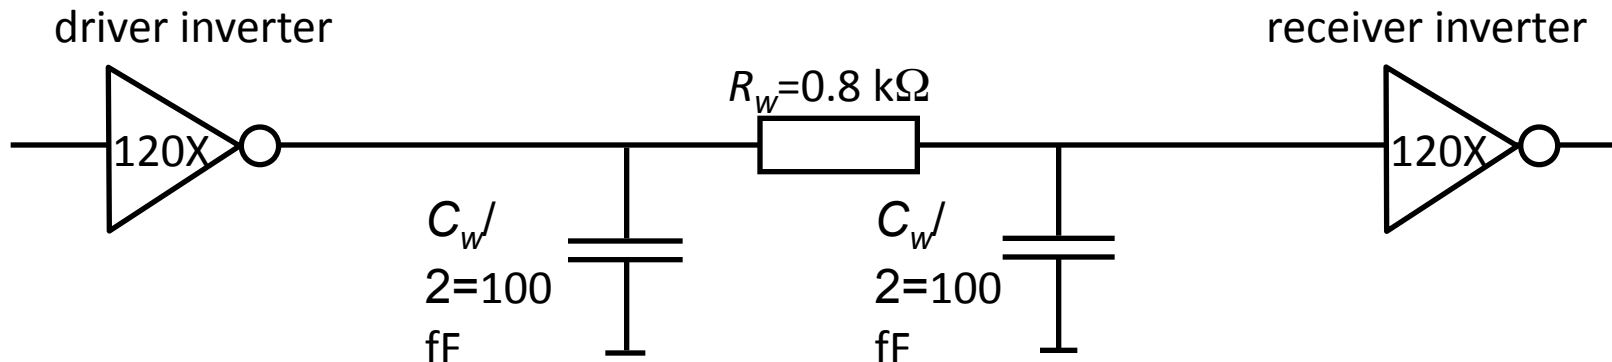 driver inverter
receiver inverter
R_w=0.8 kΩ
120X
120X
C_w/
2=100
fF
C_w/
2=100
fF